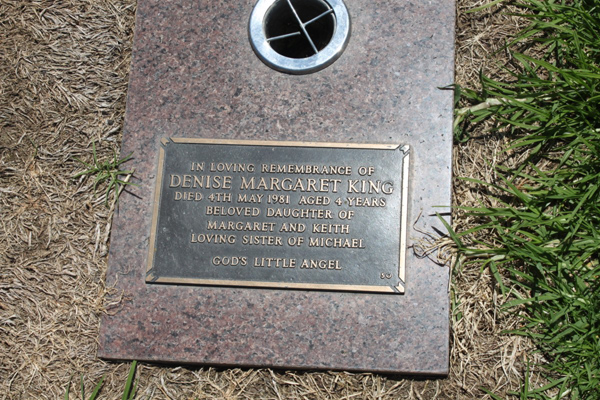 IN LOVING REMEMBRANCE OF
DENISE MARGARET KING
DIED 4TH MAY 1981 AGED 4 YEARS
BELOVED DAUGHTER OF
MARGARET AND KEITH
LOVING SISTER OF MICHAEL
GOD'S LITTLE ANGEL